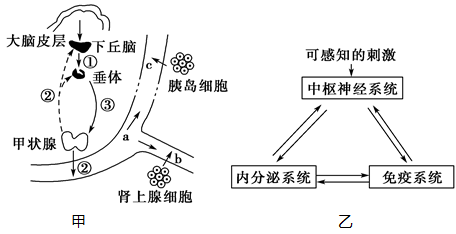 大脑皮层
下丘脑
①
垂体
②
③
甲状腺
②
a
b
c
胰岛细胞
肾上腺细胞
甲
可感知的刺激
中枢神经系统
内分泌系统
免疫系统
乙